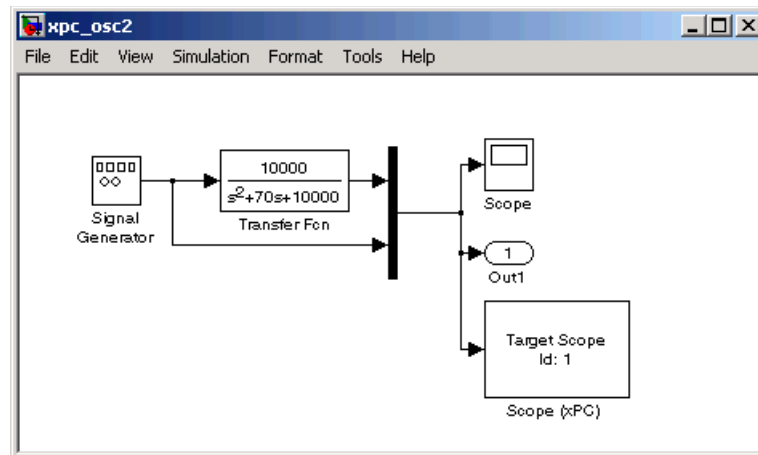 xpc_osc2
File Edit View Simulation Format Tools Help
10000
s²+70s+10000
Transfer Fcn
Signal
Generator
Scope
1
Out1
Target Scope
Id: 1
Scope (xPC)